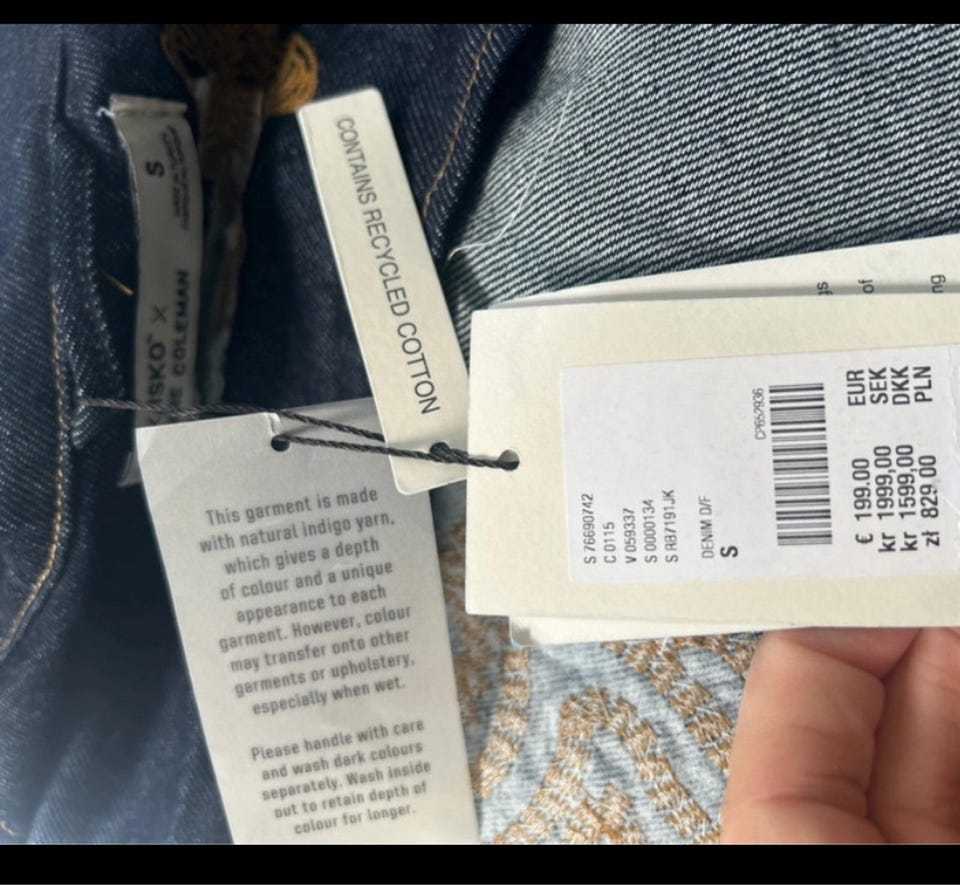 S
ISKO™ X
COLEMAN
CONTAINS RECYCLED COTTON
This garment is made
with natural indigo yarn,
which gives a depth
of colour and a unique
appearance to each
garment. However, colour
may transfer onto other
garments or upholstery,
especially when wet.
Please handle with care
and wash dark colours
separately. Wash inside
out to retain depth of
colour for longer.
S 76690742
C 0115
V 059337
S 0000134
S RB7191JK
DENIM D/F
S
CP652936
€ 199.00 EUR
kr 1999,00 SEK
kr 1599,00 DKK
zł 829.00 PLN
of